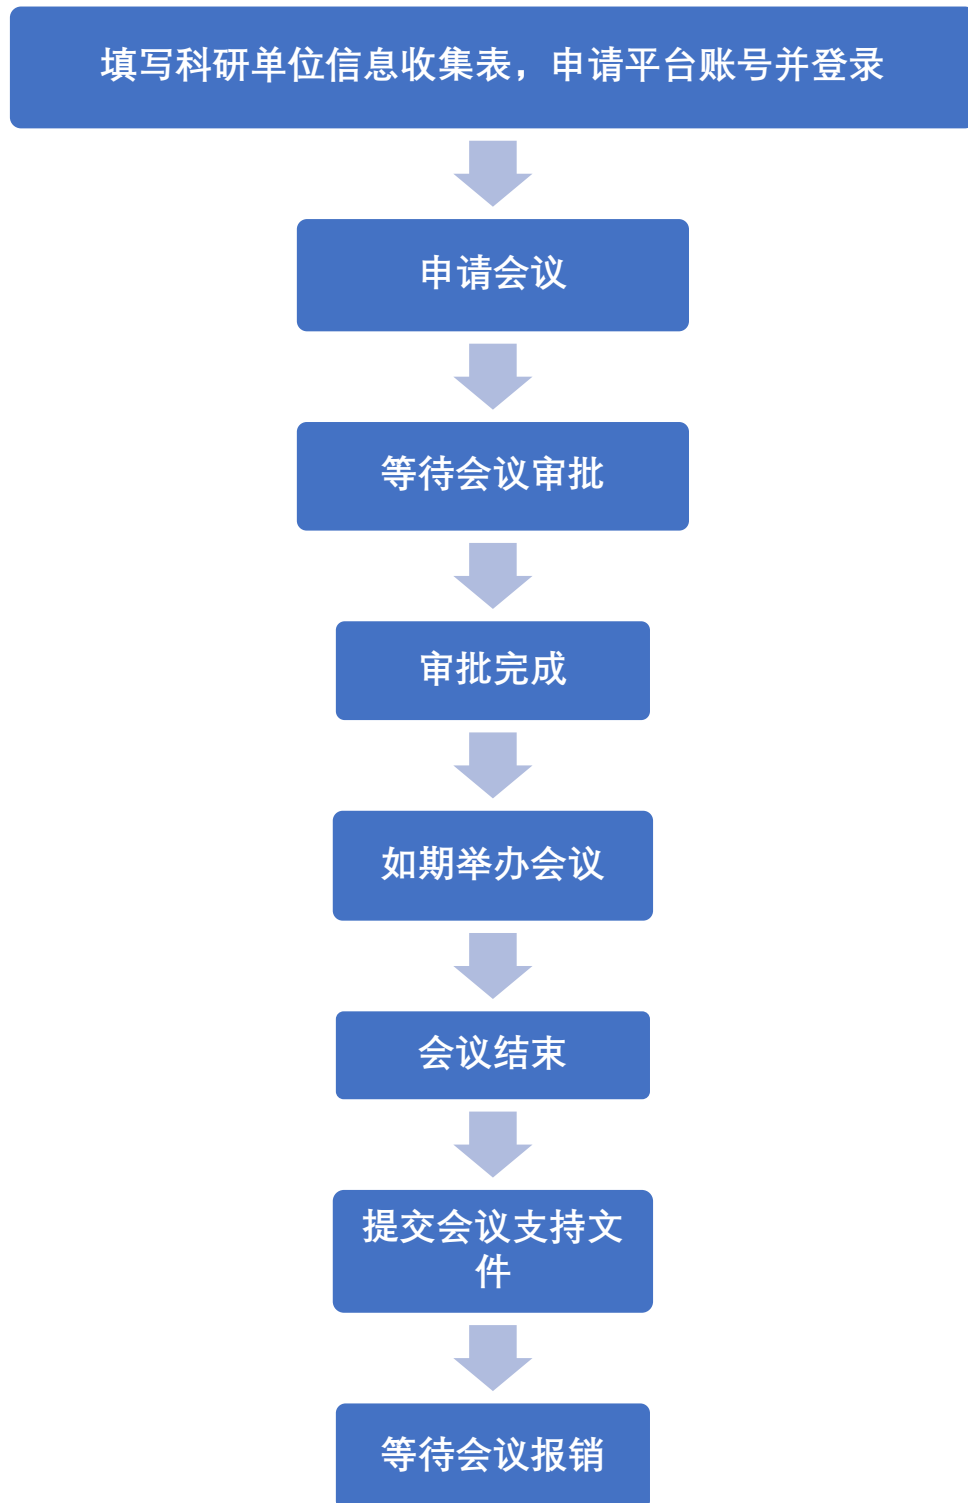 填写科研单位信息收集表，申请平台账号并登录
申请会议
等待会议审批
审批完成
如期举办会议
会议结束
提交会议支持文
件
等待会议报销